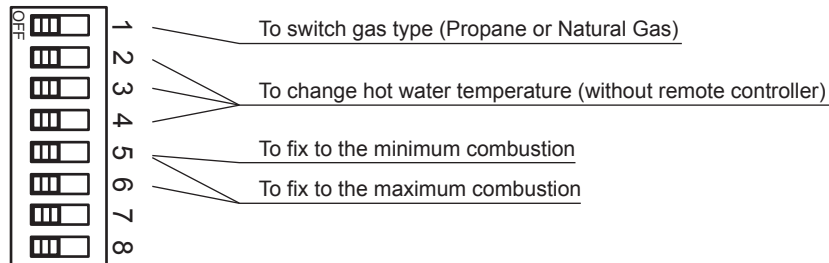 OFF
1 To switch gas type (Propane or Natural Gas)
2
3 To change hot water temperature (without remote controller)
4
5 To fix to the minimum combustion
6 To fix to the maximum combustion
7
8